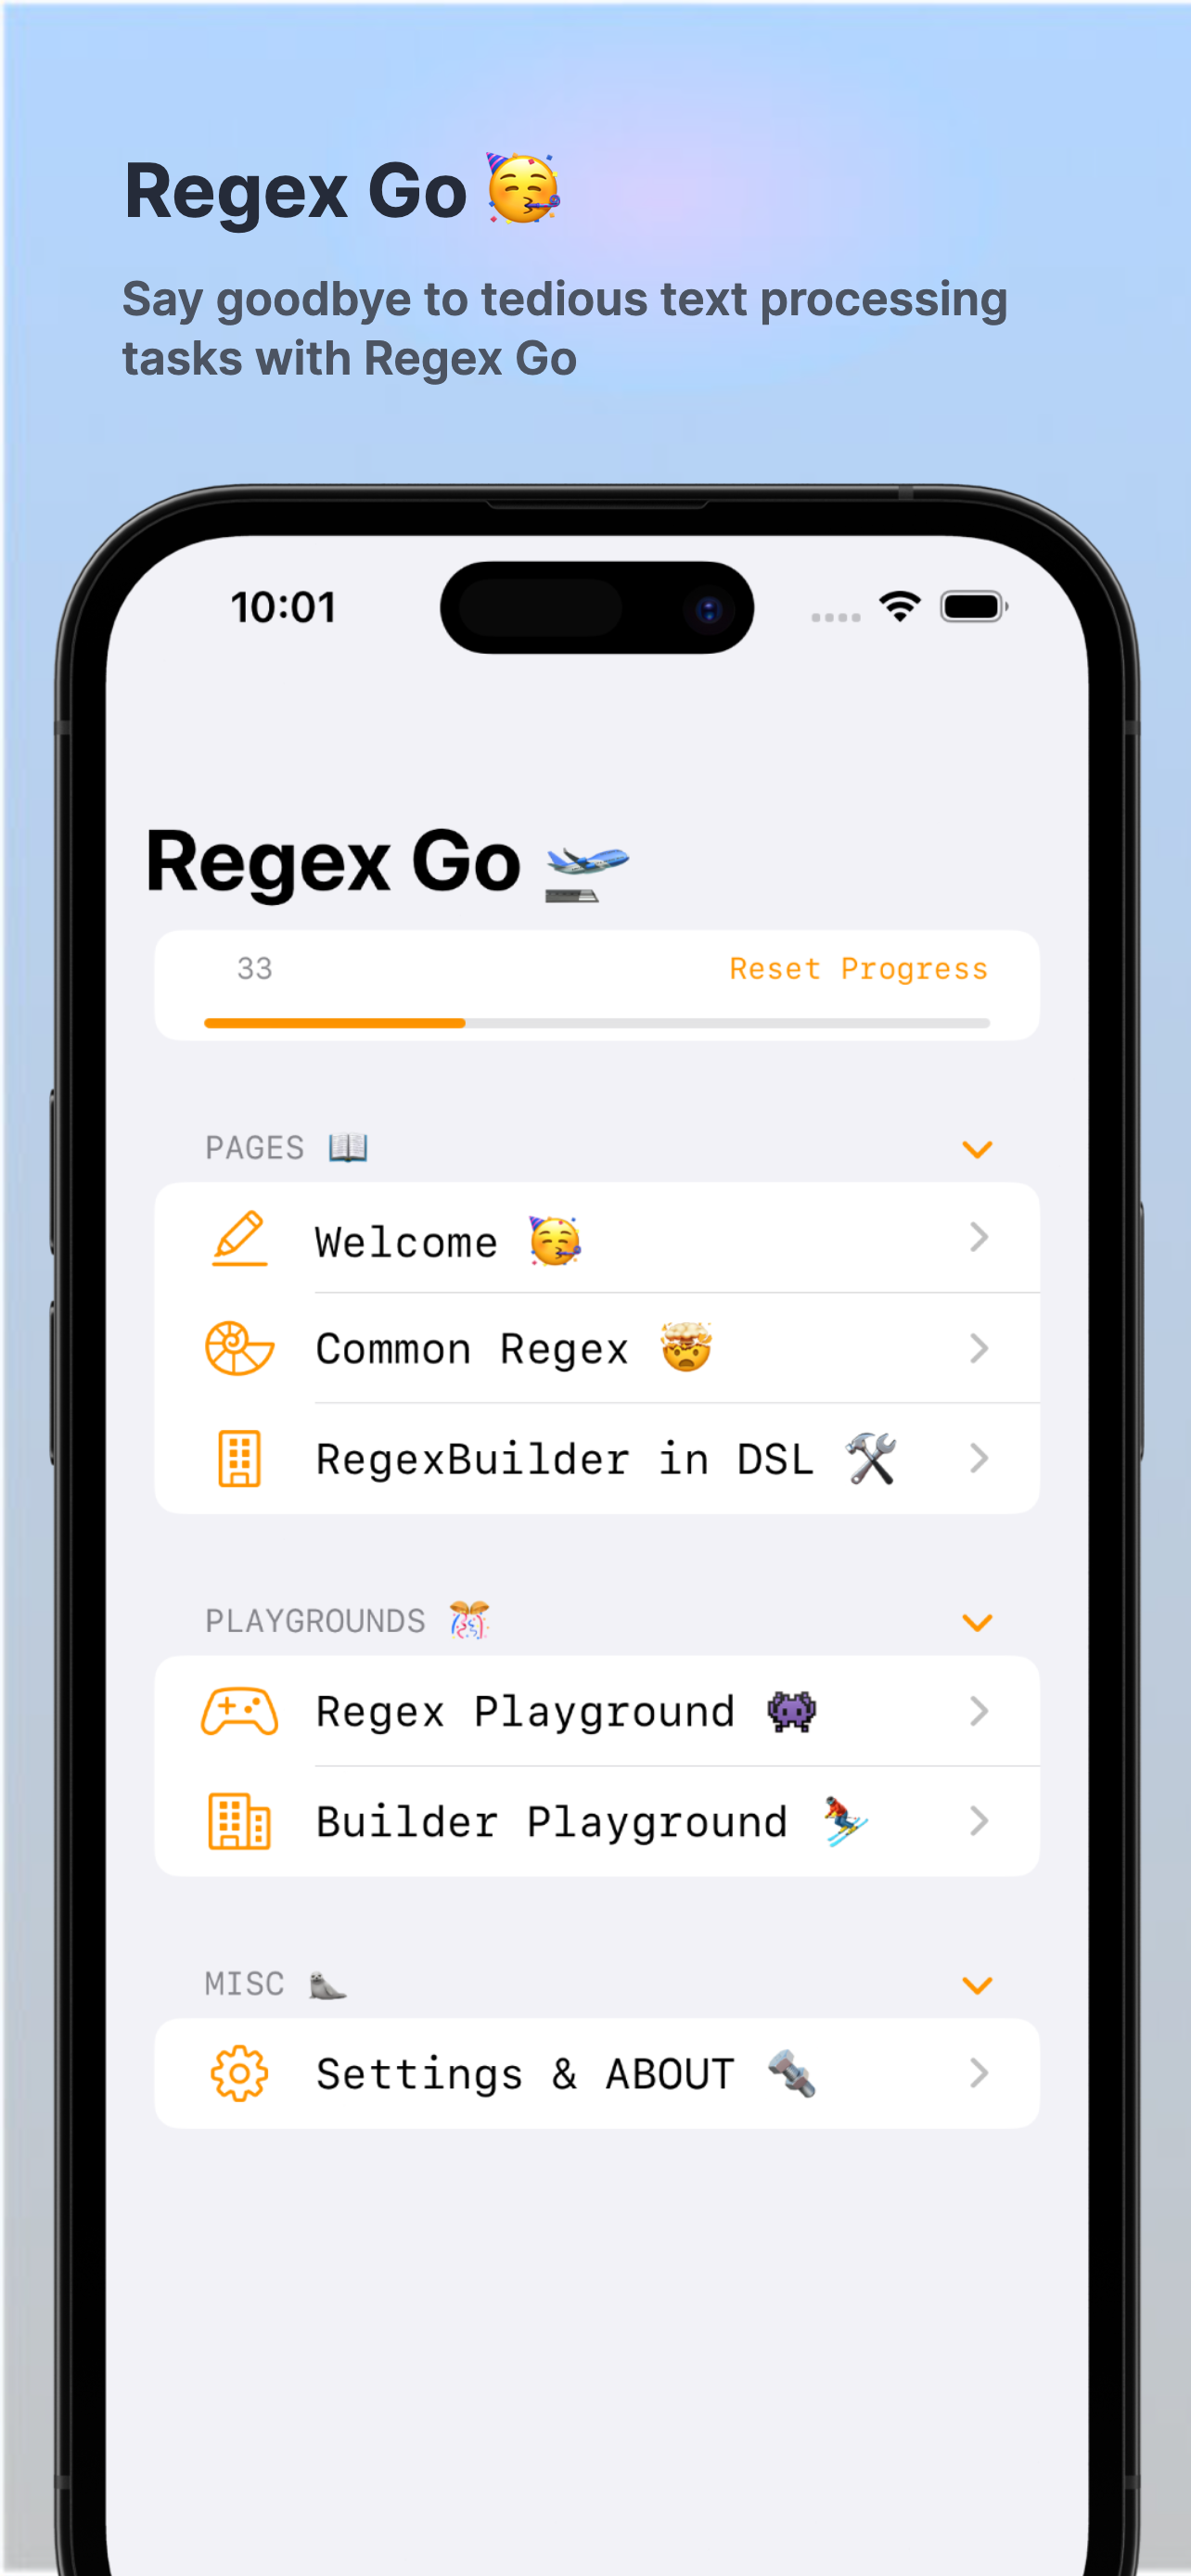 Regex Go 🥳
Say goodbye to tedious text processing
tasks with Regex Go
10:01
Regex Go 🛫
33 Reset Progress
PAGES 📖
Welcome 🥳
Common Regex 🤯
RegexBuilder in DSL 🛠️
PLAYGROUNDS 🎊
Regex Playground 👾
Builder Playground ⛷️
MISC 🦭
Settings & ABOUT 🔩